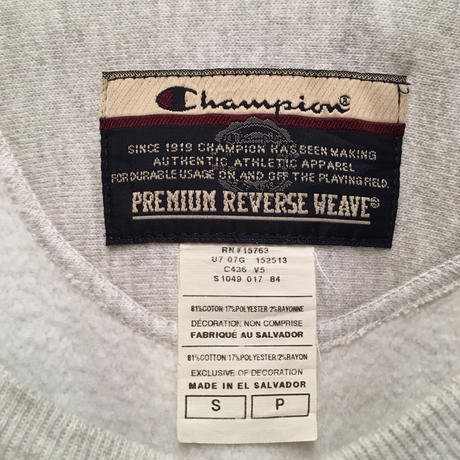 Champion®
SINCE 1919 CHAMPION HAS BEEN MAKING
AUTHENTIC ATHLETIC APPAREL
FOR DURABLE USAGE ON AND OFF THE PLAYING FIELD.
PREMIUM REVERSE WEAVE®
RN#15763
U7 07G 152513
C436 V5
S1049 017 84
81%COTTON/17%POLYESTER/2%RAYONNE
DÉCORATION NON COMPRISE
FABRIQUÉ AU SALVADOR
81%COTTON/17%POLYESTER/2%RAYON
EXCLUSIVE OF DECORATION
MADE IN EL SALVADOR
S P